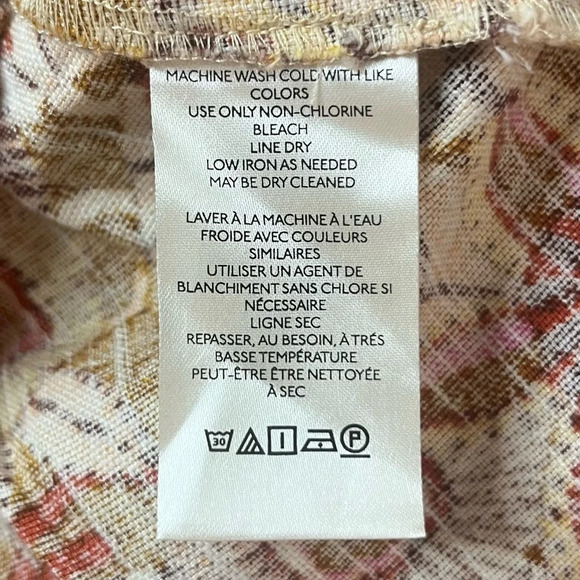 MACHINE WASH COLD WITH LIKE
COLORS
USE ONLY NON-CHLORINE
BLEACH
LINE DRY
LOW IRON AS NEEDED
MAY BE DRY CLEANED
LAVER À LA MACHINE À L'EAU
FROIDE AVEC COULEURS
SIMILAIRES
UTILISER UN AGENT DE
BLANCHIMENT SANS CHLORE SI
NÉCESSAIRE
LIGNE SEC
REPASSER, AU BESOIN, À TRÉS
BASSE TEMPÉRATURE
PEUT-ÊTRE ÊTRE NETTOYÉE
À SEC
30 P